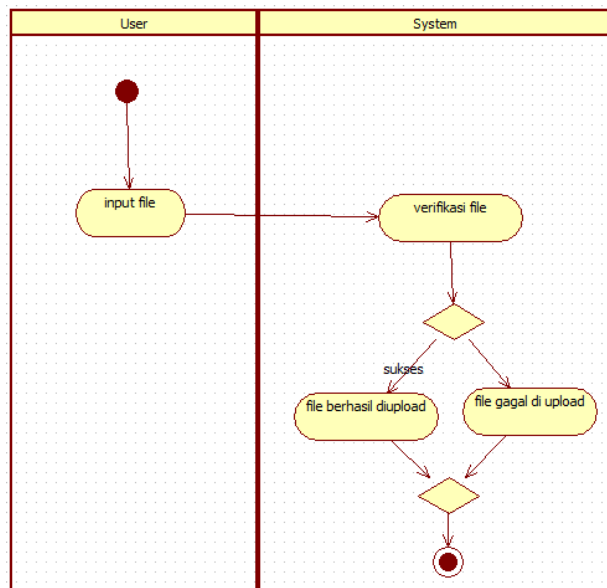 User
System
input file
verifikasi file
sukses
file berhasil diupload
file gagal di upload